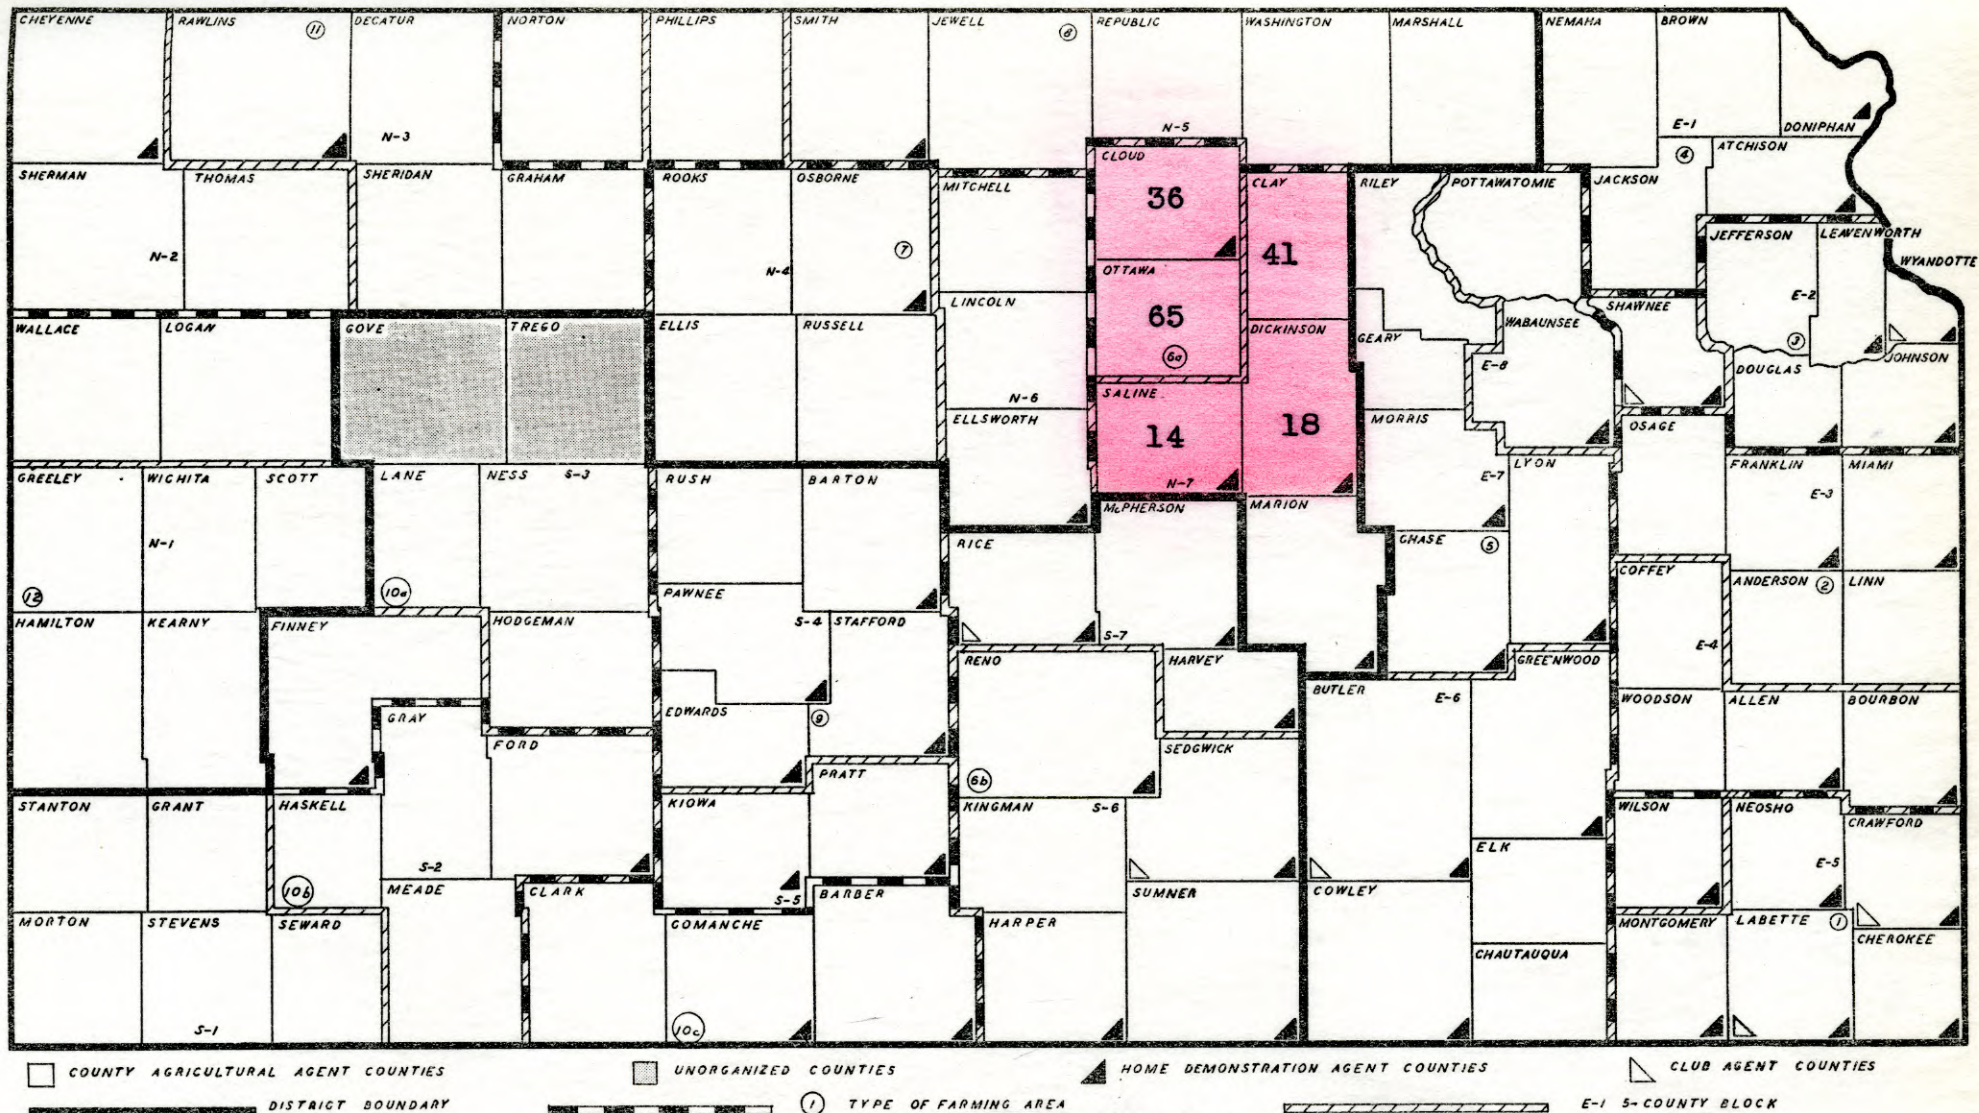 CHEYENNE RAWLINS 11 DECATUR NORTON PHILLIPS SMITH JEWELL 8 REPUBLIC WASHINGTON MARSHALL NEMAHA BROWN
N-3 N-5 E-1 DONIPHAN
CLOUD 4 ATCHISON
SHERMAN THOMAS SHERIDAN GRAHAM ROOKS OSBORNE MITCHELL CLAY RILEY POTTAWATOMIE JACKSON
36
JEFFERSON LEAVENWORTH
N-2 N-4 7 41 WYANDOTTE
OTTAWA
LINCOLN 65 SHAWNEE E-2
WALLACE LOGAN GOVE TREGO ELLIS RUSSELL DICKINSON GEARY WABAUNSEE 3
6a E-8 DOUGLAS JOHNSON
N-6 SALINE
ELLSWORTH 14 18 MORRIS OSAGE
GREELEY WICHITA SCOTT LANE NESS S-3 RUSH BARTON N-7 E-7 LYON FRANKLIN MIAMI
McPHERSON MARION E-3
N-1 RICE CHASE 5
12 10a PAWNEE COFFEY ANDERSON 2 LINN
HAMILTON KEARNY FINNEY HODGEMAN S-4 STAFFORD S-7 E-4
RENO HARVEY GREENWOOD
EDWARDS 9 BUTLER E-6 WOODSON ALLEN BOURBON
GRAY FORD SEDGWICK
PRATT 6b
STANTON GRANT HASKELL KIOWA KINGMAN S-6 WILSON NEOSHO CRAWFORD
S-2 ELK E-5
10b MEADE CLARK S-5 BARBER SUMNER COWLEY
MORTON STEVENS SEWARD COMANCHE HARPER MONTGOMERY LABETTE 1 CHEROKEE
CHAUTAUQUA
S-1 10c
COUNTY AGRICULTURAL AGENT COUNTIES UNORGANIZED COUNTIES HOME DEMONSTRATION AGENT COUNTIES CLUB AGENT COUNTIES
DISTRICT BOUNDARY 1 TYPE OF FARMING AREA E-1 5-COUNTY BLOCK